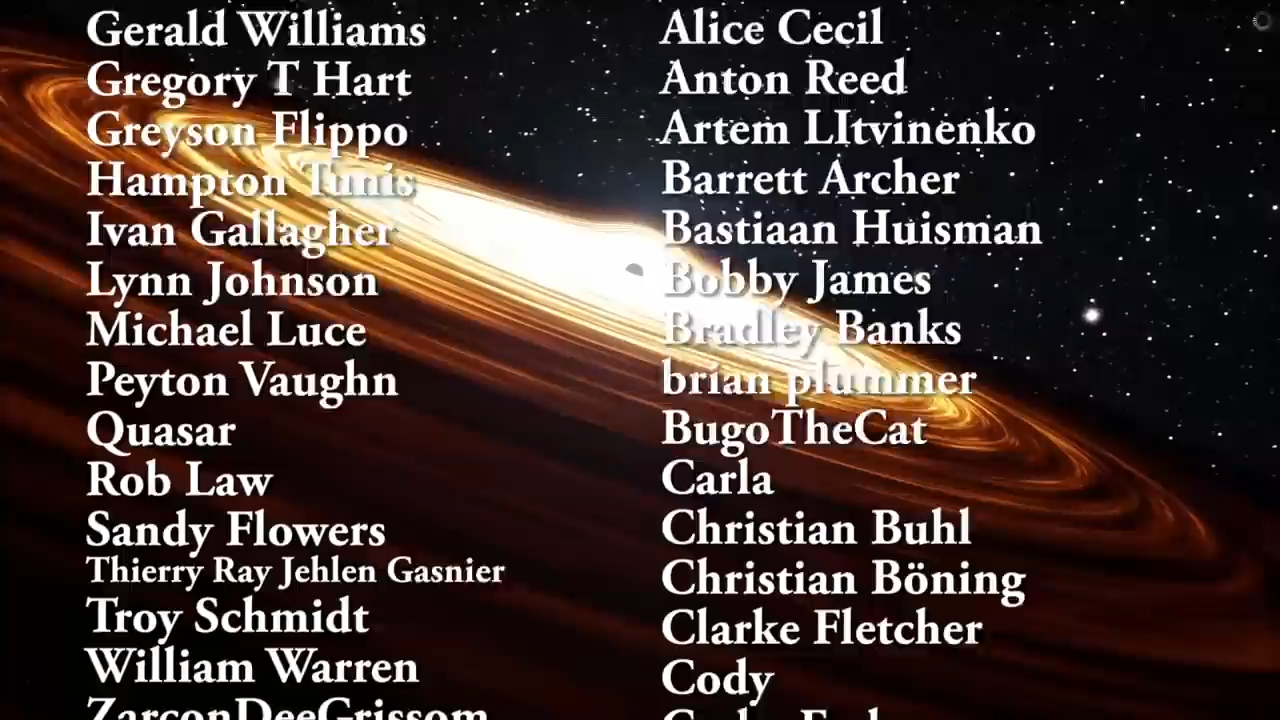 Gerald Williams
Gregory T Hart
Greyson Flippo
Hampton Tunis
Ivan Gallagher
Lynn Johnson
Michael Luce
Peyton Vaughn
Quasar
Rob Law
Sandy Flowers
Thierry Ray Jehlen Gasnier
Troy Schmidt
William Warren
ZarconDeeGrissom
Alice Cecil
Anton Reed
Artem LItvinenko
Barrett Archer
Bastiaan Huisman
Bobby James
Bradley Banks
brian plummer
BugoTheCat
Carla
Christian Buhl
Christian Böning
Clarke Fletcher
Cody